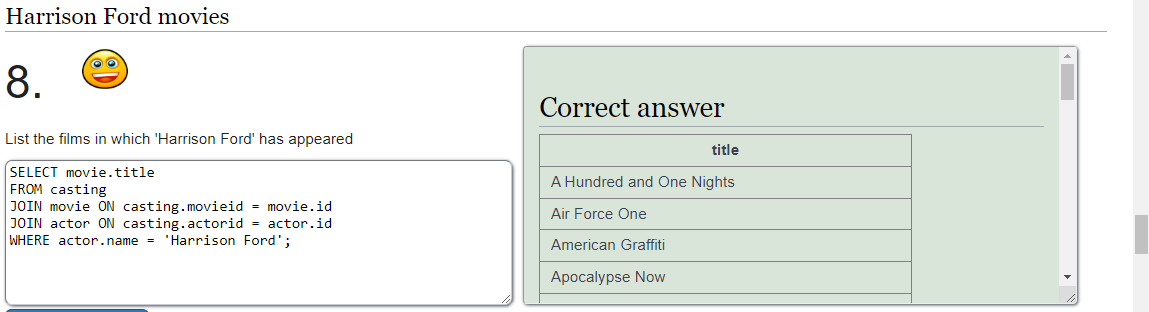 Harrison Ford movies
8.
List the films in which 'Harrison Ford' has appeared
SELECT movie.title
FROM casting
JOIN movie ON casting.movieid = movie.id
JOIN actor ON casting.actorid = actor.id
WHERE actor.name = 'Harrison Ford';
Correct answer
title
A Hundred and One Nights
Air Force One
American Graffiti
Apocalypse Now